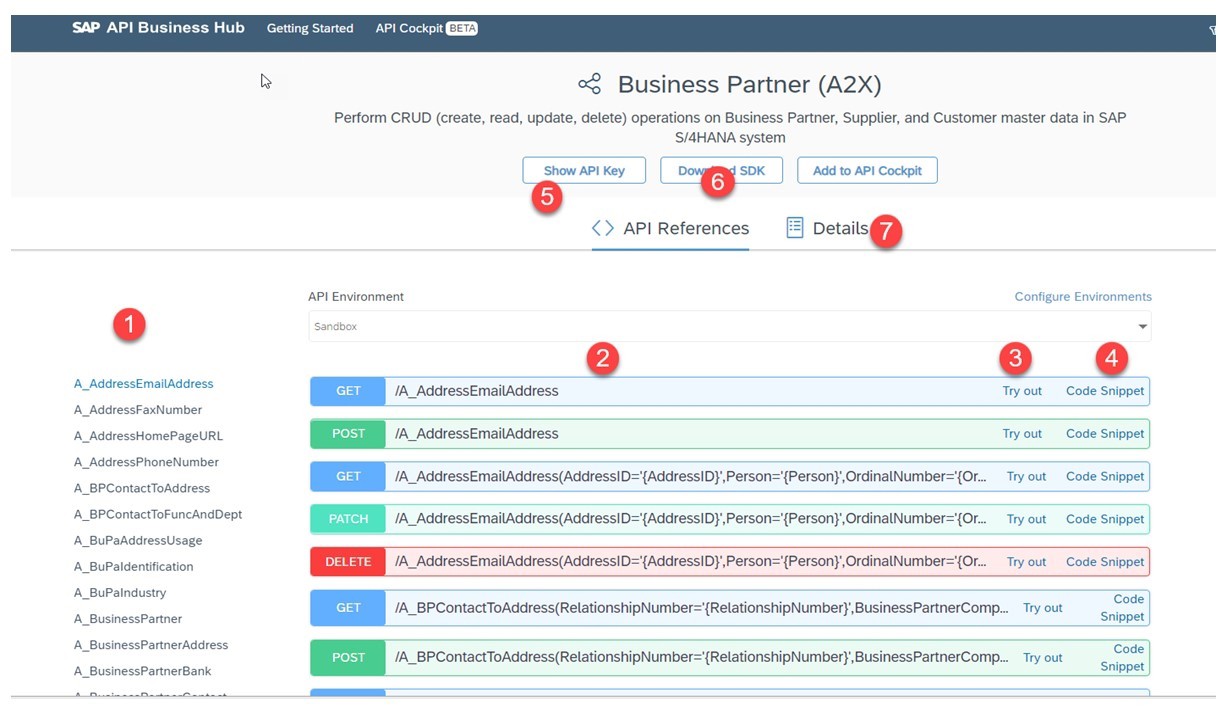 SAP API Business Hub Getting Started API Cockpit BETA
Business Partner (A2X)
Perform CRUD (create, read, update, delete) operations on Business Partner, Supplier, and Customer master data in SAP
S/4HANA system
Show API Key Download SDK Add to API Cockpit
5 6
API References Details 7
API Environment Configure Environments
1
Sandbox
2 3 4
A_AddressEmailAddress
A_AddressFaxNumber
A_AddressHomePageURL
A_AddressPhoneNumber
A_BPContactToAddress
A_BPContactToFuncAndDept
A_BuPaAddressUsage
A_BuPaIdentification
A_BuPaIndustry
A_BusinessPartner
A_BusinessPartnerAddress
A_BusinessPartnerBank
A_BusinessPartnerContact
GET /A_AddressEmailAddress Try out Code Snippet
POST /A_AddressEmailAddress Try out Code Snippet
GET /A_AddressEmailAddress(AddressID='{AddressID}',Person='{Person}',OrdinalNumber='{Or... Try out Code Snippet
PATCH /A_AddressEmailAddress(AddressID='{AddressID}',Person='{Person}',OrdinalNumber='{Or... Try out Code Snippet
DELETE /A_AddressEmailAddress(AddressID='{AddressID}',Person='{Person}',OrdinalNumber='{Or... Try out Code Snippet
GET /A_BPContactToAddress(RelationshipNumber='{RelationshipNumber}',BusinessPartnerComp... Try out Code
Snippet
POST /A_BPContactToAddress(RelationshipNumber='{RelationshipNumber}',BusinessPartnerComp... Try out Code
Snippet